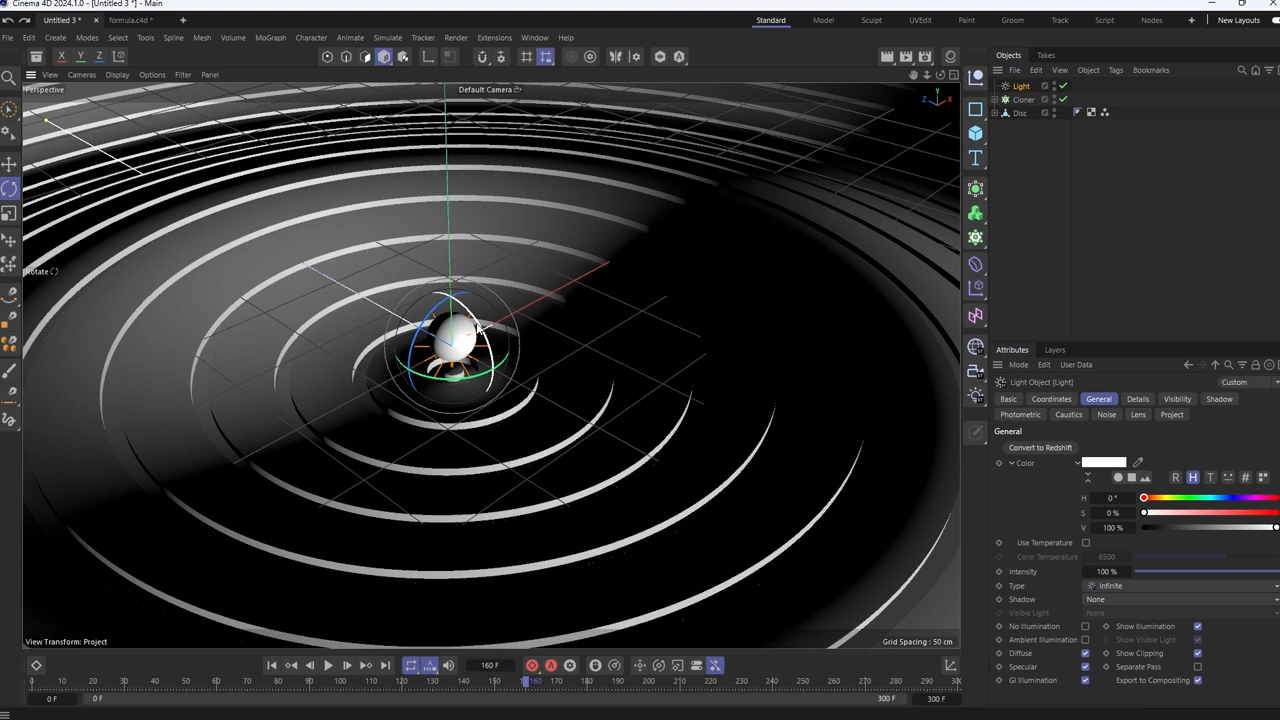 Cinema 4D 2024.1.0 - [Untitled 3 *] - Main
Untitled 3 * × formula.c4d * + Standard Model Sculpt UVEdit Paint Groom Track Script Nodes + New Layouts
File Edit Create Modes Select Tools Spline Mesh Volume MoGraph Character Animate Simulate Tracker Render Extensions Window Help
X Y Z
Objects Takes
View Cameras Display Options Filter Panel
File Edit View Object Tags Bookmarks
Perspective
Default Camera
Y
Z X
Light
Cloner
Disc
Rotate
Attributes Layers
Mode Edit User Data
Light Object [Light] Custom
Basic Coordinates General Details Visibility Shadow
Photometric Caustics Noise Lens Project
General
Convert to Redshift
Color
R H T #
H 0 °
S 0 %
V 100 %
Use Temperature
Color Temperature 6500
Intensity 100 %
Type Infinite
Shadow None
Visible Light None
No Illumination Show Illumination
Ambient Illumination Show Visible Light
Diffuse Show Clipping
Specular Separate Pass
GI Illumination Export to Compositing
View Transform: Project
Grid Spacing : 50 cm
160 F
0 10 20 30 40 50 60 70 80 90 100 110 120 130 140 150 160 170 180 190 200 210 220 230 240 250 260 270 280 290 30
0 F 0 F 300 F 300 F